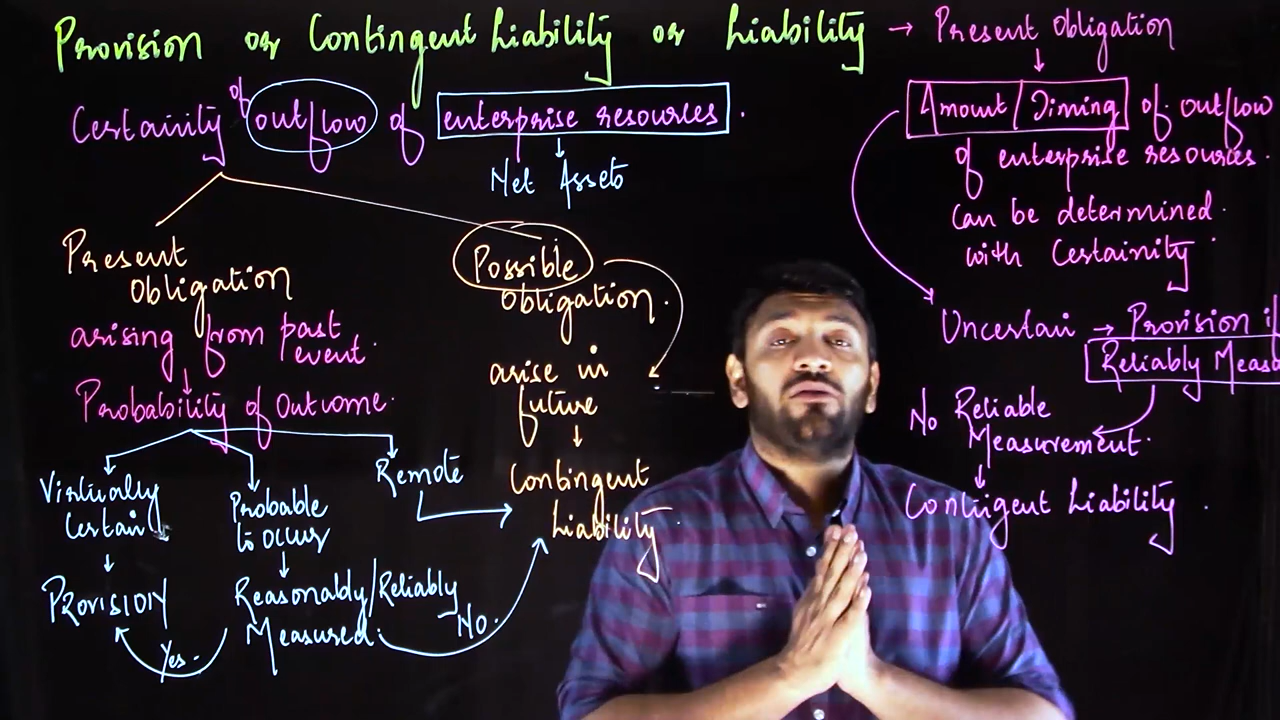 Provision or Contingent Liability or Liability → Present Obligation
Certainity of outflow of enterprise resources.
Net Assets
Present
Obligation
arising from past
event.
Probability of Outcome.
Virtually
Certain
PROVISION
Probable
to occur
Reasonably/Reliably
Measured.
Yes.
No.
Remote
Possible
Obligation.
arise in
future
Contingent
Liability.
Amount/Timing of outflow
of enterprise resources.
Can be determined.
with Certainity.
Uncertain → Provision if
Reliably Measu
No Reliable
Measurement.
Contingent Liability.